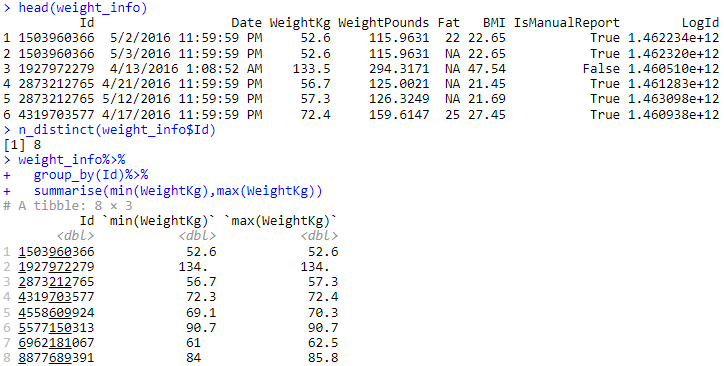 > head(weight_info)
          Id                  Date WeightKg WeightPounds Fat   BMI IsManualReport        LogId
1 1503960366  5/2/2016 11:59:59 PM     52.6     115.9631  22 22.65           True 1.462234e+12
2 1503960366  5/3/2016 11:59:59 PM     52.6     115.9631  NA 22.65           True 1.462320e+12
3 1927972279  4/13/2016 1:08:52 AM    133.5     294.3171  NA 47.54          False 1.460510e+12
4 2873212765 4/21/2016 11:59:59 PM     56.7     125.0021  NA 21.45           True 1.461283e+12
5 2873212765 5/12/2016 11:59:59 PM     57.3     126.3249  NA 21.69           True 1.463098e+12
6 4319703577 4/17/2016 11:59:59 PM     72.4     159.6147  25 27.45           True 1.460938e+12
> n_distinct(weight_info$Id)
[1] 8
> weight_info%>%
+   group_by(Id)%>%
+   summarise(min(WeightKg),max(WeightKg))
# A tibble: 8 × 3
          Id `min(WeightKg)` `max(WeightKg)`
       <dbl>           <dbl>           <dbl>
1 1503960366            52.6            52.6
2 1927972279           134.            134.
3 2873212765            56.7            57.3
4 4319703577            72.3            72.4
5 4558609924            69.1            70.3
6 5577150313            90.7            90.7
7 6962181067            61              62.5
8 8877689391            84              85.8